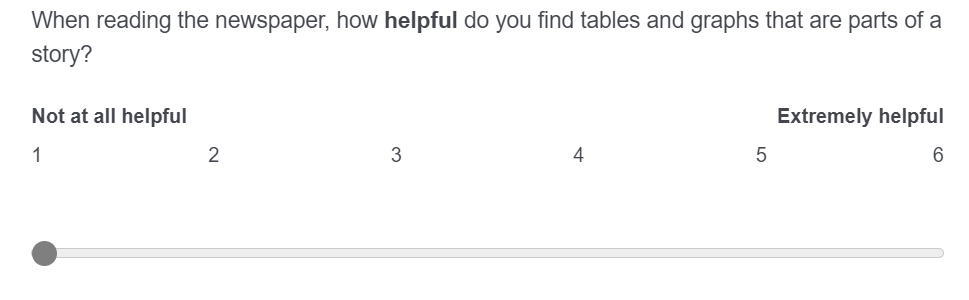 When reading the newspaper, how helpful do you find tables and graphs that are parts of a
story?
Not at all helpful Extremely helpful
1 2 3 4 5 6